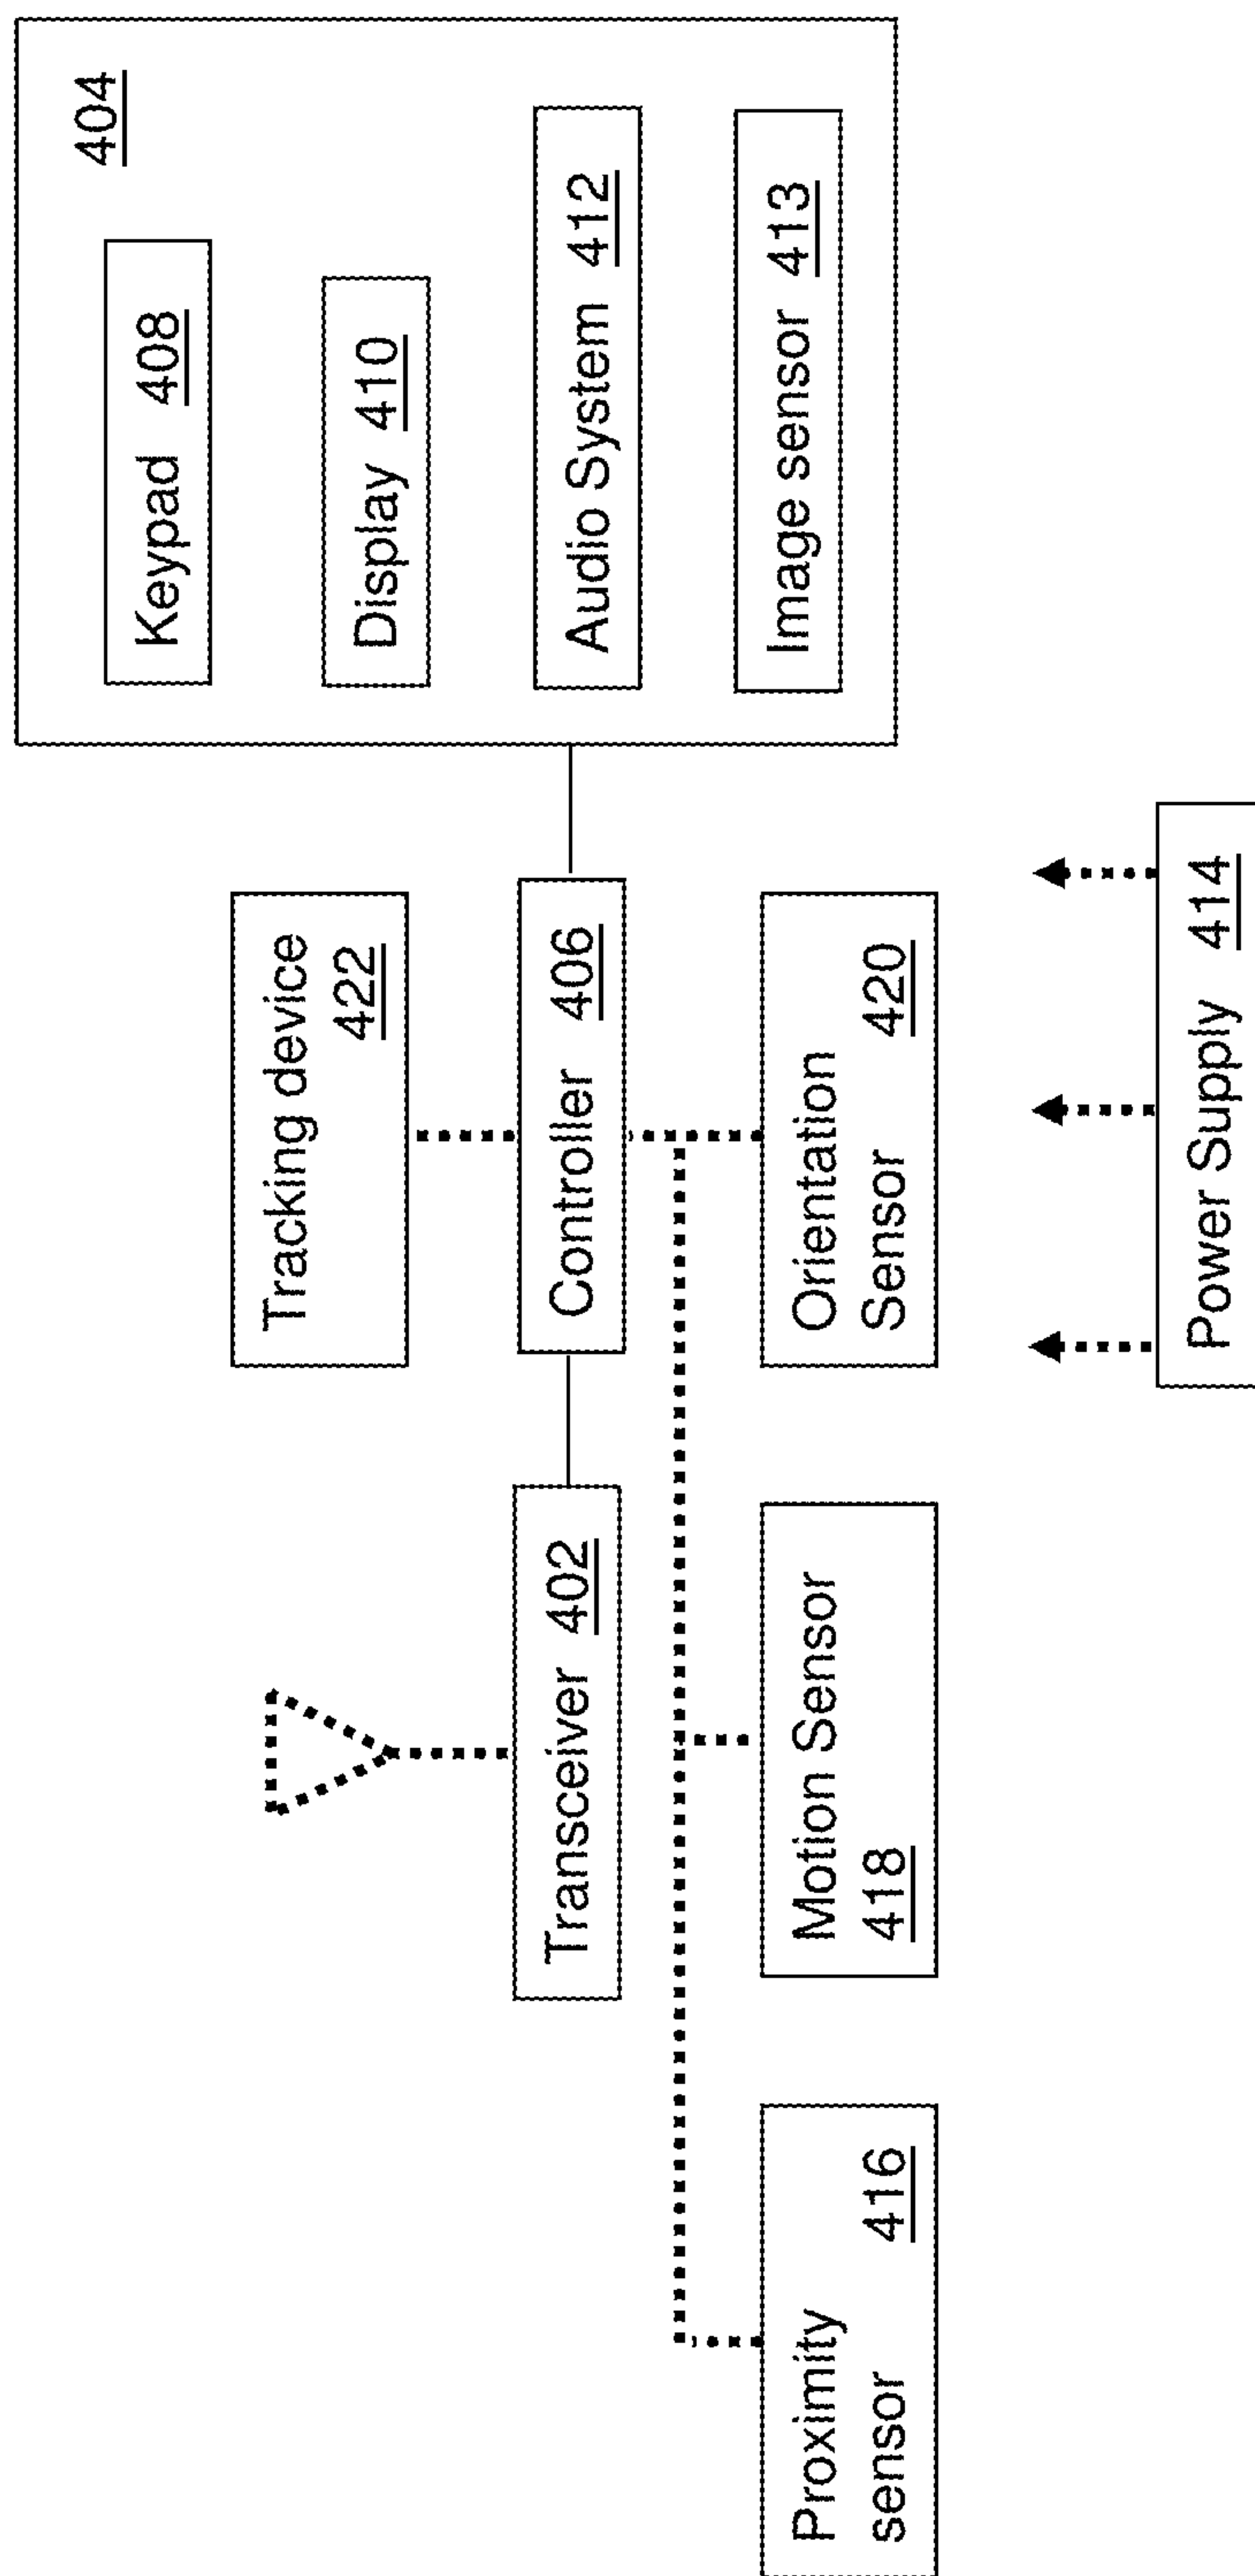 404
Keypad 408
Display 410
Audio System 412
Image sensor 413
Tracking device
422
Controller 406
Transceiver 402
Orientation
Sensor 420
Motion Sensor
418
Proximity
sensor 416
Power Supply 414